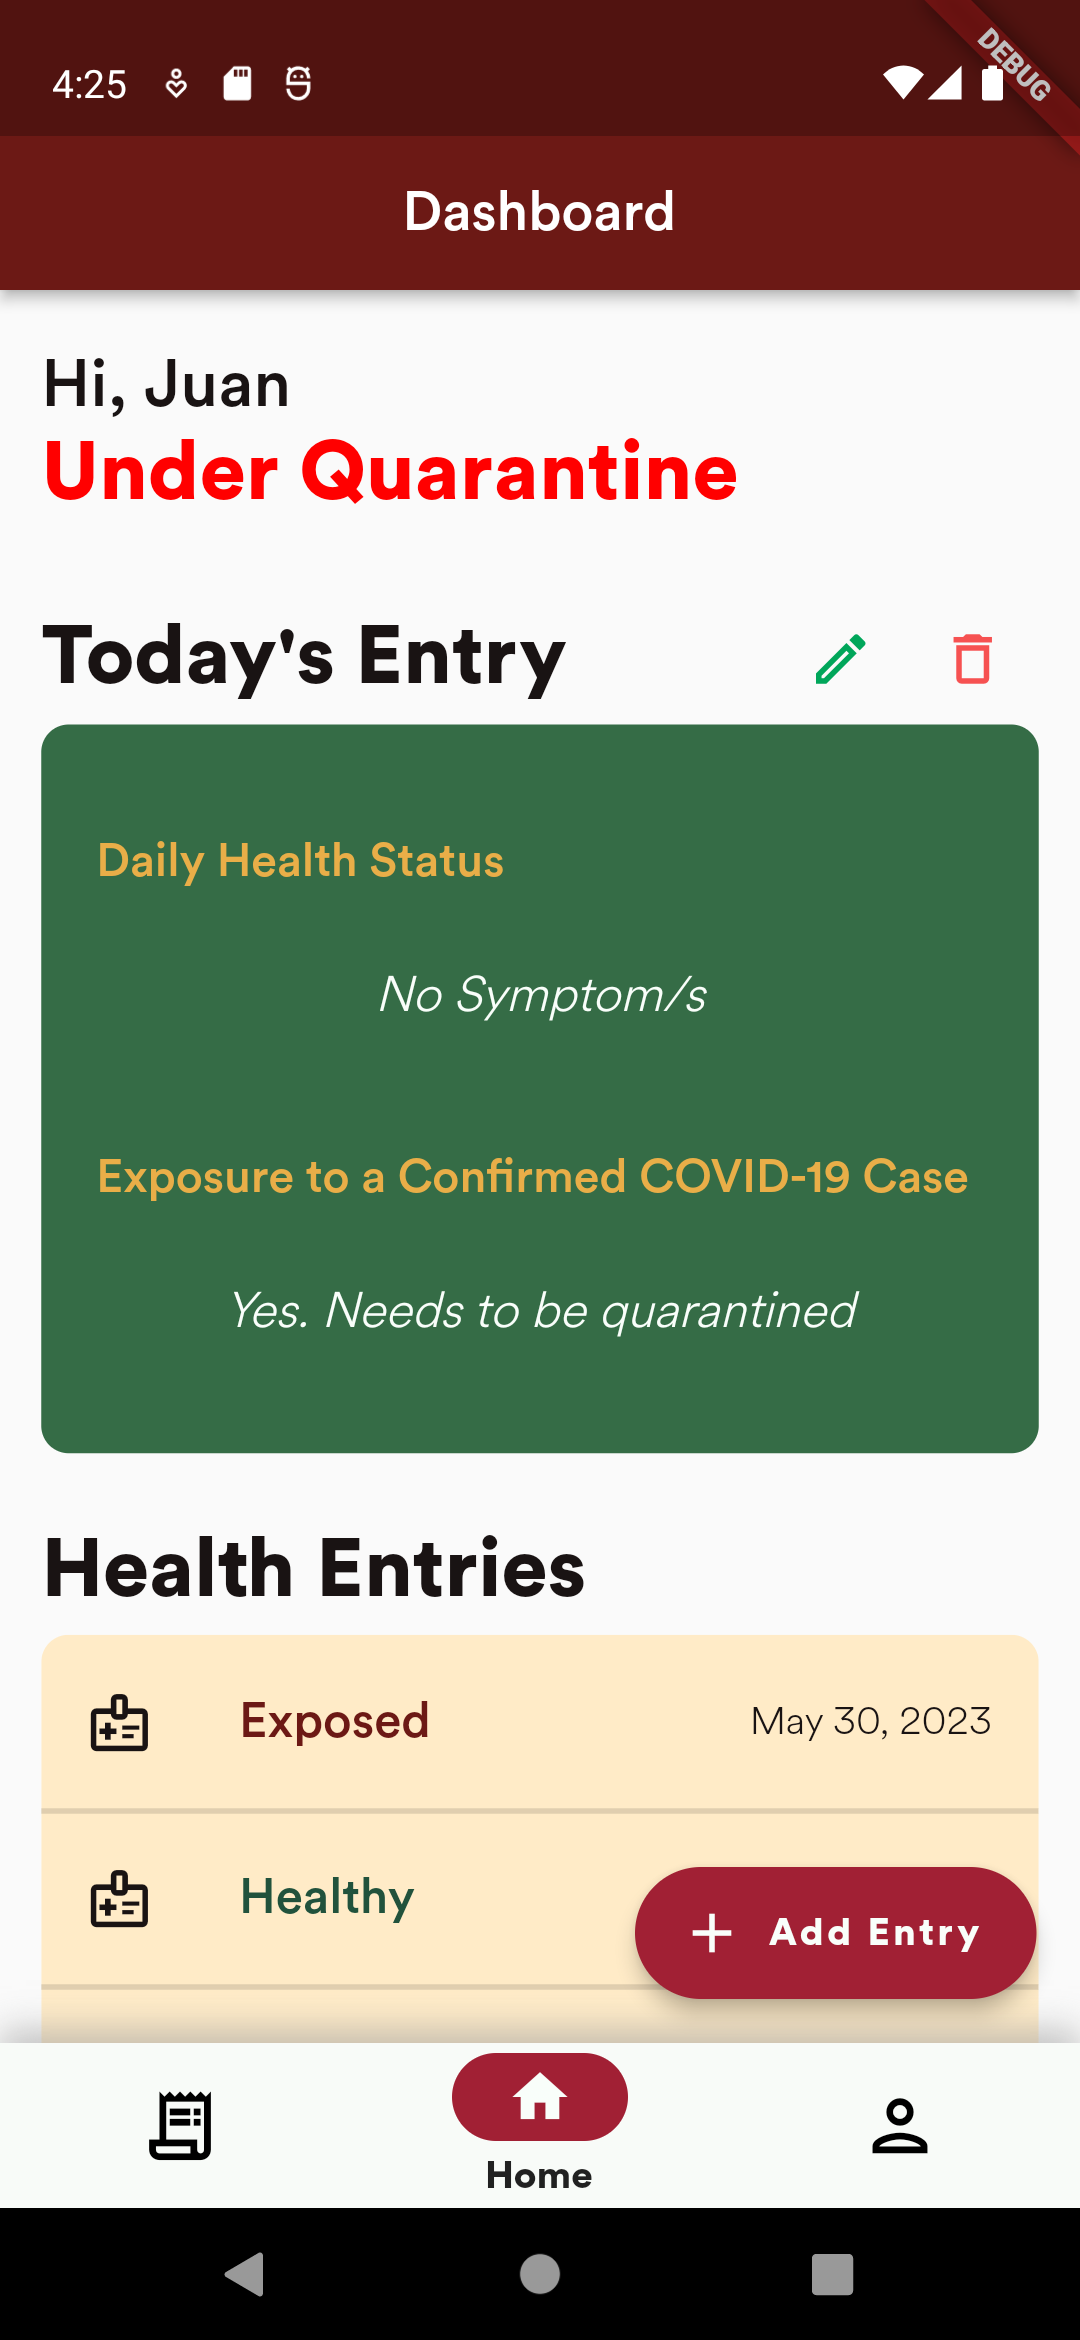 4:25
DEBUG
Dashboard
Hi, Juan
Under Quarantine
Today's Entry
Daily Health Status
No Symptom/s
Exposure to a Confirmed COVID-19 Case
Yes. Needs to be quarantined
Health Entries
Exposed May 30, 2023
Healthy
Add Entry
Home